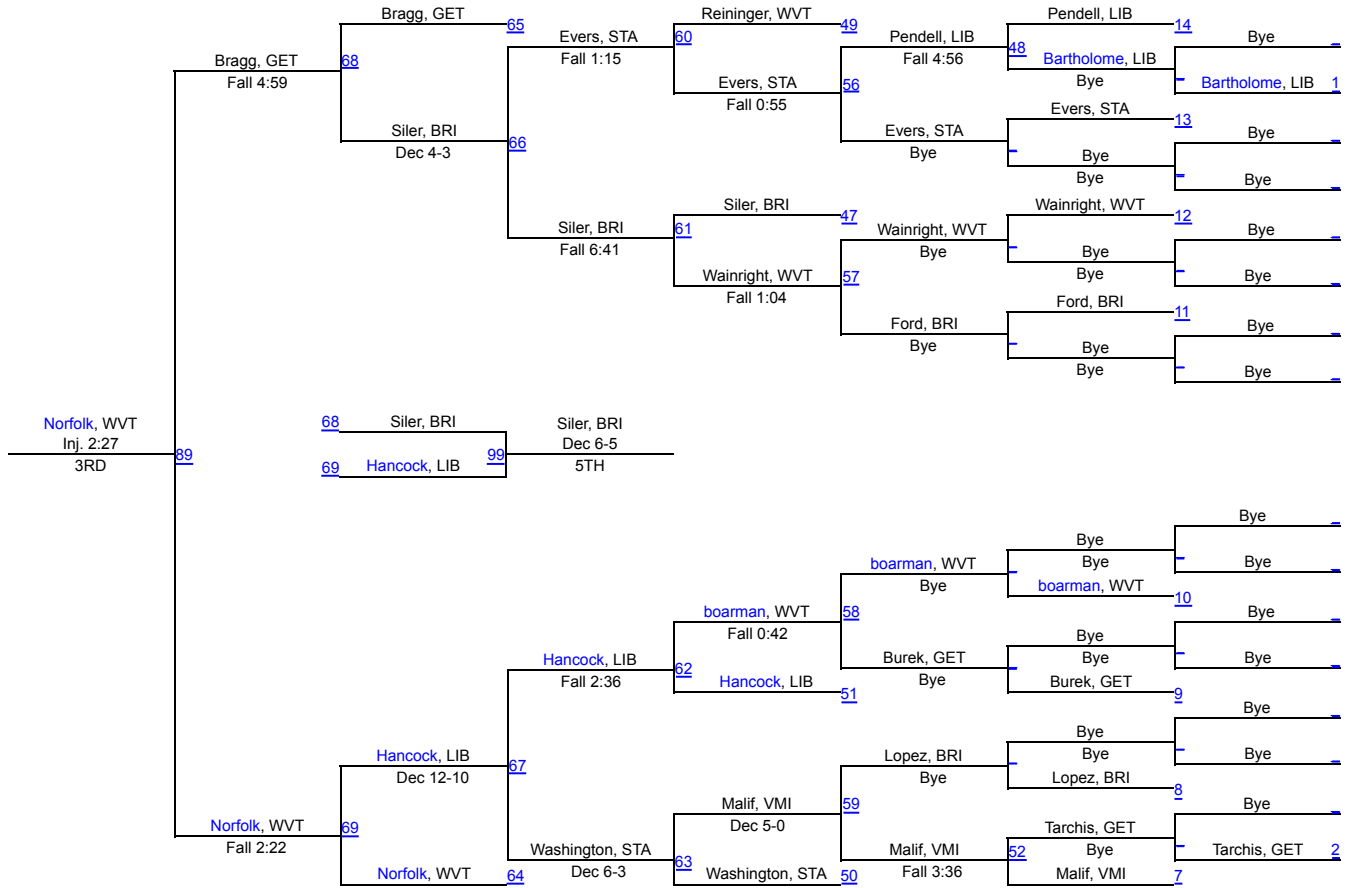 Bragg, GET
65
Reininger, WVT
49
Pendell, LIB
14
Evers, STA
60
Pendell, LIB
Bye
Fall 1:15
Fall 4:56
48
Bragg, GET
68
Bartholome, LIB
Fall 4:59
Evers, STA
56
Bye
Bartholome, LIB
1
Fall 0:55
Evers, STA
13
Siler, BRI
Evers, STA
Bye
Dec 4-3
66
Bye
Bye
Bye
Bye
Siler, BRI
47
Wainright, WVT
12
Siler, BRI
61
Wainright, WVT
Bye
Fall 6:41
Bye
Bye
Wainright, WVT
57
Bye
Bye
Fall 1:04
Ford, BRI
11
Ford, BRI
Bye
Bye
Bye
Bye
Bye
Norfolk, WVT
68
Siler, BRI
Siler, BRI
Inj. 2:27
Dec 6-5
3RD
89
69
Hancock, LIB
99
5TH
Bye
Bye
boarman, WVT
Bye
Bye
Bye
boarman, WVT
10
boarman, WVT
58
Bye
Fall 0:42
Bye
Hancock, LIB
62
Burek, GET
Bye
Bye
Fall 2:36
Hancock, LIB
51
Bye
Burek, GET
9
Bye
Bye
Hancock, LIB
67
Lopez, BRI
Bye
Bye
Dec 12-10
Bye
Lopez, BRI
8
Malif, VMI
59
Bye
Norfolk, WVT
69
Dec 5-0
Tarchis, GET
Fall 2:22
Washington, STA
63
Malif, VMI
52
Bye
Tarchis, GET
2
Dec 6-3
Fall 3:36
Norfolk, WVT
64
Washington, STA
50
Malif, VMI
7